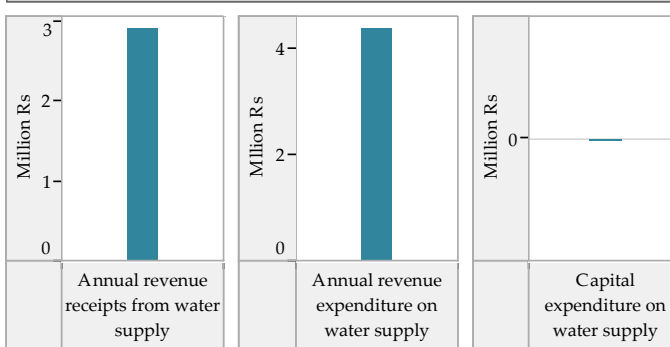 Million Rs
3
2
1
0
Annual revenue
receipts from water
supply
Mllion Rs
4
2
0
Annual revenue
expenditure on
water supply
Million Rs
0
Capital
expenditure on
water supply